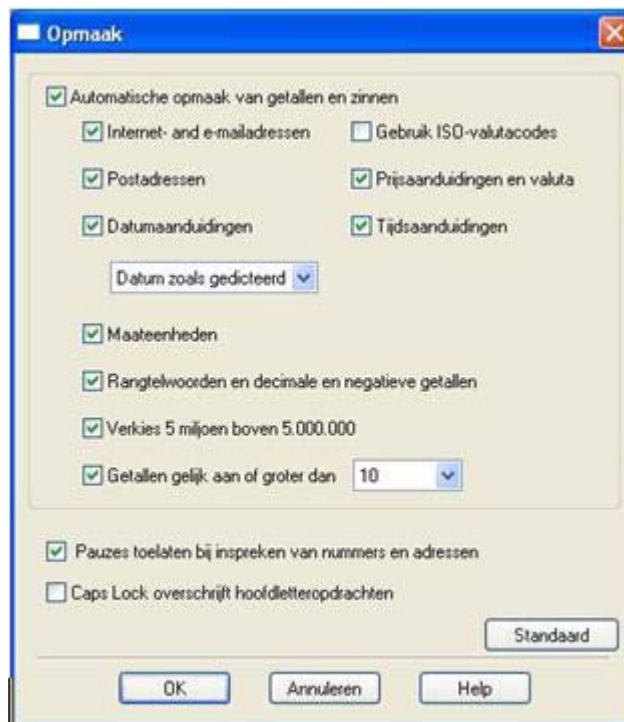 Opmaak
Automatische opmaak van getallen en zinnen
Internet- and e-mailadressen
Gebruik ISO-valutacodes
Postadressen
Prijsaanduidingen en valuta
Datumaanduidingen
Tijdsaanduidingen
Datum zoals gedicteerd
Maateenheden
Rangtelwoorden en decimale en negatieve getallen
Verkies 5 miljoen boven 5.000.000
Getallen gelijk aan of groter dan 10
Pauzes toelaten bij inspreken van nummers en adressen
Caps Lock overschrijft hoofdletteropdrachten
Standaard
OK Annuleren Help